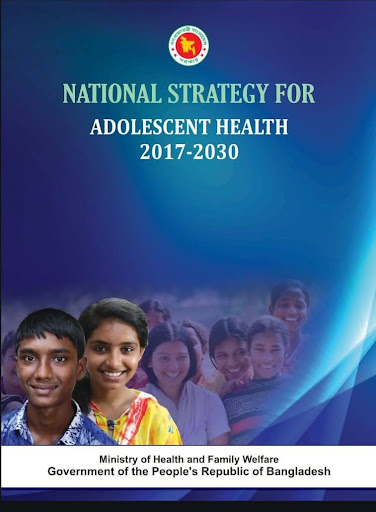 NATIONAL STRATEGY FOR
ADOLESCENT HEALTH
2017-2030
Ministry of Health and Family Welfare
Government of the People's Republic of Bangladesh